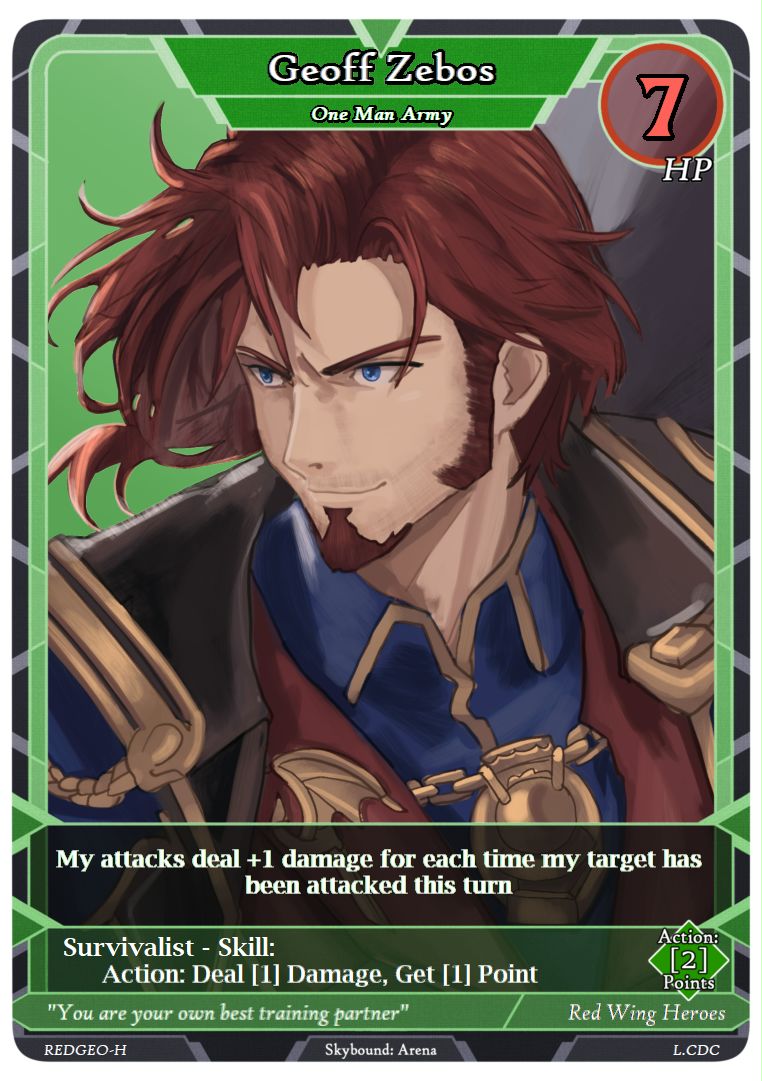 Geoff Zebos
One Man Army
7
HP
My attacks deal +1 damage for each time my target has
been attacked this turn
Survivalist - Skill:
Action: Deal [1] Damage, Get [1] Point
Action:
[2]
Points
"You are your own best training partner"
Red Wing Heroes
REDGEO-H
Skybound: Arena
L.CDC